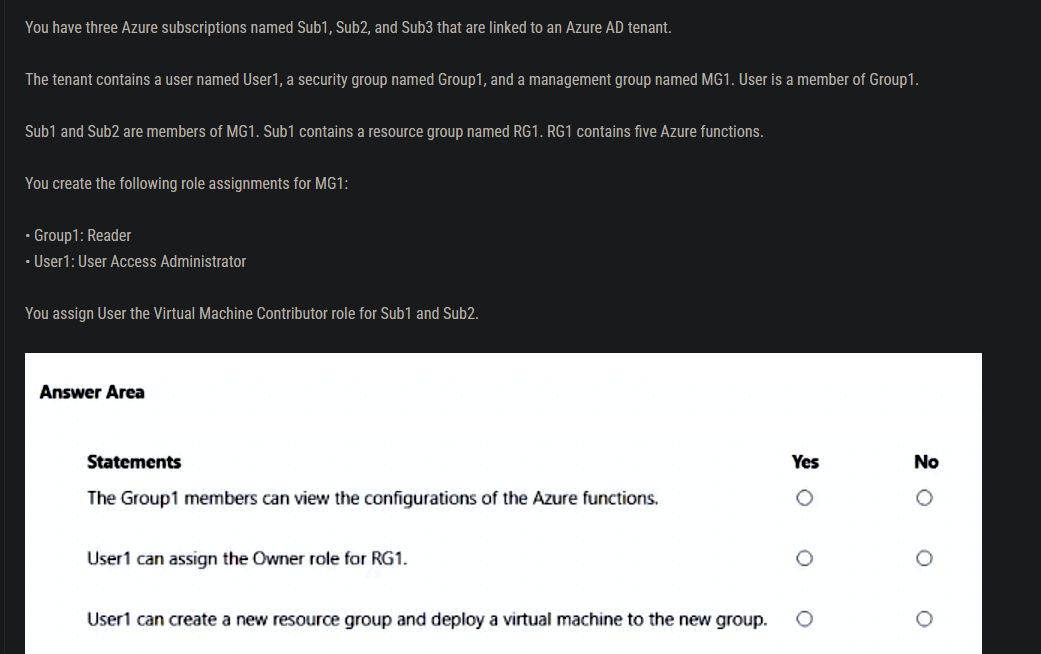 You have three Azure subscriptions named Sub1, Sub2, and Sub3 that are linked to an Azure AD tenant.
The tenant contains a user named User1, a security group named Group1, and a management group named MG1. User is a member of Group1.
Sub1 and Sub2 are members of MG1. Sub1 contains a resource group named RG1. RG1 contains five Azure functions.
You create the following role assignments for MG1:
• Group1: Reader
• User1: User Access Administrator
You assign User the Virtual Machine Contributor role for Sub1 and Sub2.
Answer Area
Statements Yes No
The Group1 members can view the configurations of the Azure functions.
User1 can assign the Owner role for RG1.
User1 can create a new resource group and deploy a virtual machine to the new group.